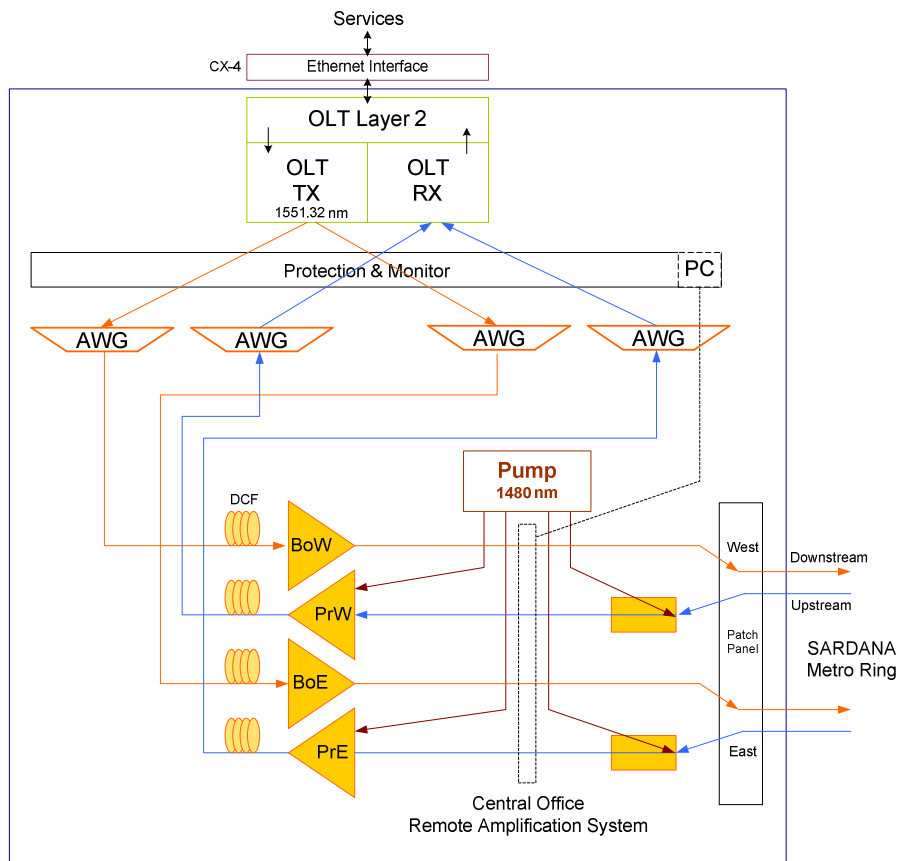 Services
CX-4
Ethernet Interface
OLT Layer 2
OLT
TX
1551.32 nm
OLT
RX
Protection & Monitor
PC
AWG
AWG
AWG
AWG
Pump
1480 nm
DCF
BoW
PrW
BoE
PrE
West
Patch
Panel
East
Downstream
Upstream
SARDANA
Metro Ring
Central Office
Remote Amplification System